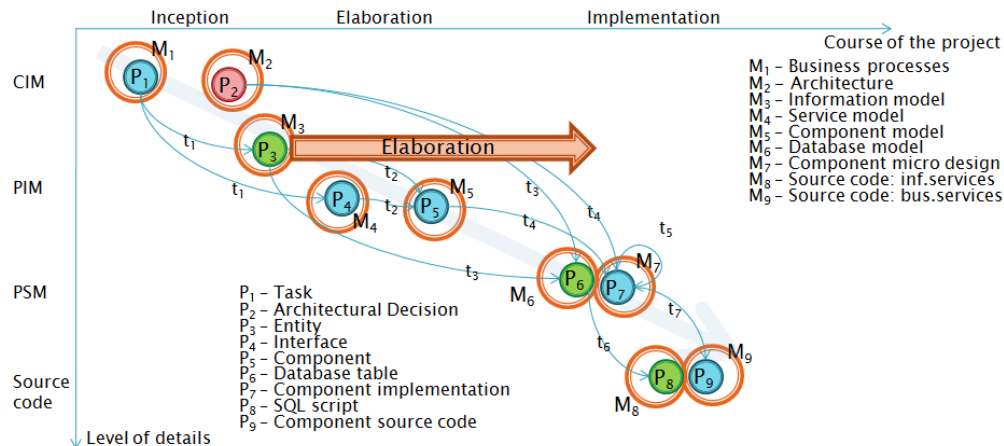 Inception Elaboration Implementation
Course of the project
CIM
PIM
PSM
Source
code
Level of details
M1
P1
M2
P2
M3
P3
Elaboration
t1
t1
t2
t2
t3
t3
t4
t4
t5
t6
t7
P4
M4
M5
P5
M6
P6
M7
P7
M8
P8
M9
P9
M1 – Business processes
M2 – Architecture
M3 – Information model
M4 – Service model
M5 – Component model
M6 – Database model
M7 – Component micro design
M8 – Source code: inf.services
M9 – Source code: bus.services
P1 – Task
P2 – Architectural Decision
P3 – Entity
P4 – Interface
P5 – Component
P6 – Database table
P7 – Component implementation
P8 – SQL script
P9 – Component source code